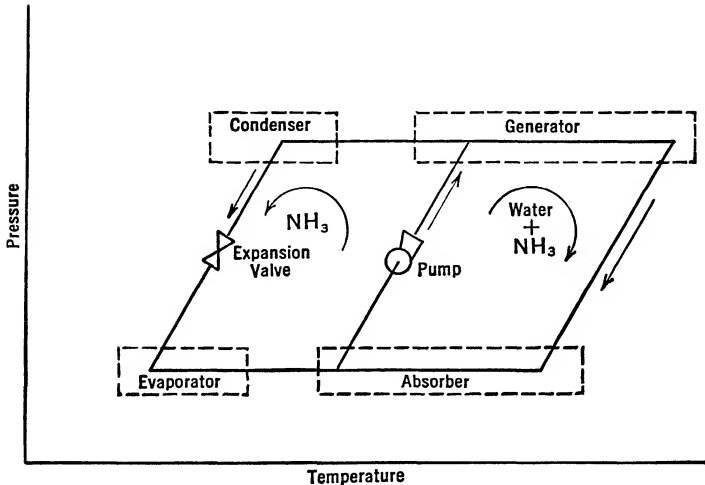 Condenser
Generator
NH₃
Water
+
NH₃
Expansion
Valve
Pump
Evaporator
Absorber
Pressure
Temperature